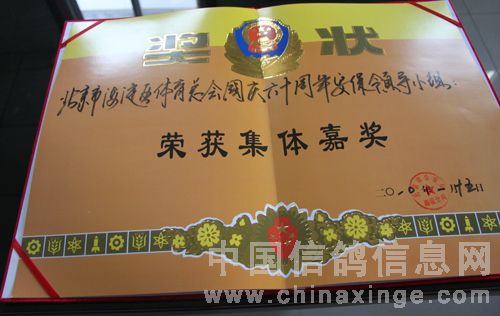 奖状
北京市海淀区体育总会国庆六十周年安保领导小组：
荣获集体嘉奖
二〇一〇年一月廿五日
中国信鸽信息网
www.chinaxinge.com